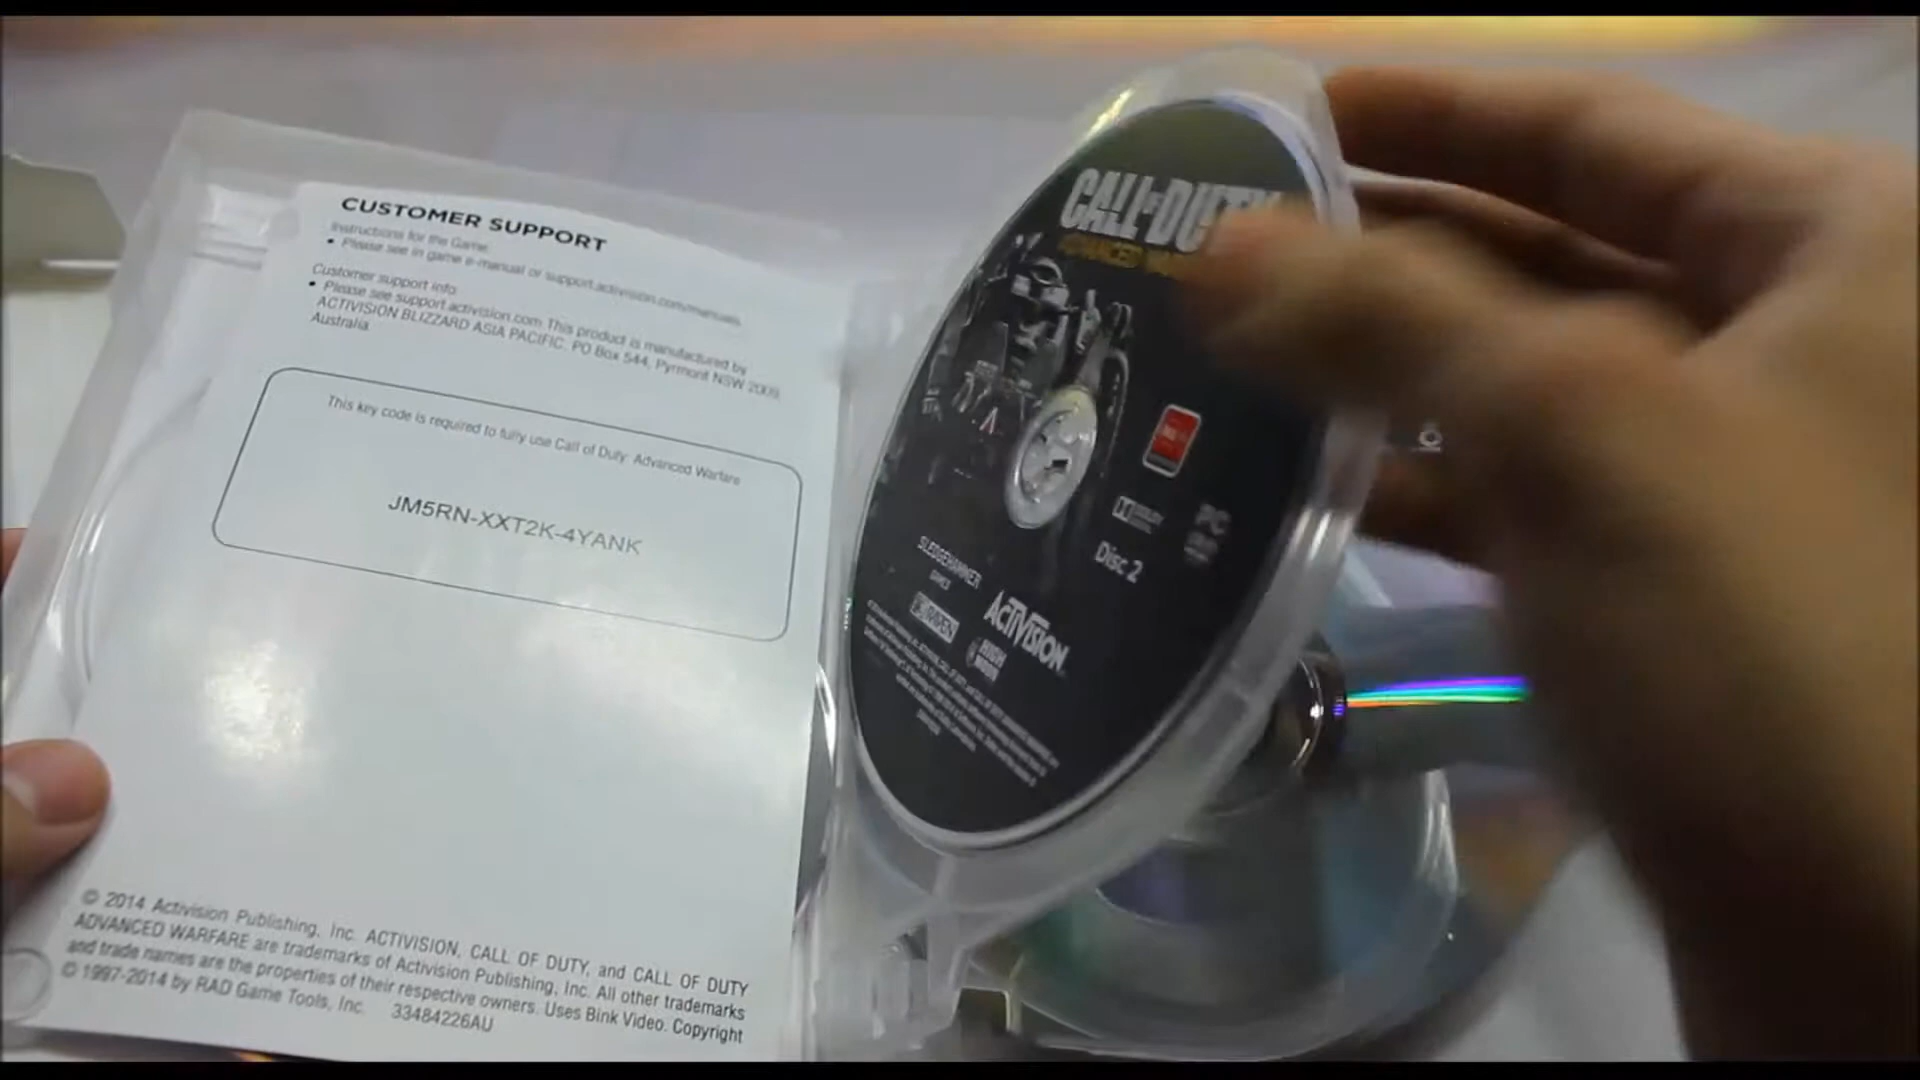 CUSTOMER SUPPORT
Instructions for the Game:
• Please see in game e-manual or support.activision.com/manuals.
Customer support info
• Please see support.activision.com This product is manufactured by
ACTIVISION BLIZZARD ASIA PACIFIC. PO Box 544, Pyrmont NSW 2009,
Australia
This key code is required to fully use Call of Duty: Advanced Warfare
JM5RN-XXT2K-4YANK
© 2014 Activision Publishing, Inc. ACTIVISION, CALL OF DUTY, and CALL OF DUTY
ADVANCED WARFARE are trademarks of Activision Publishing, Inc. All other trademarks
and trade names are the properties of their respective owners. Uses Bink Video. Copyright
© 1997-2014 by RAD Game Tools, Inc. 33484226AU
CALL OF DUTY
ADVANCED
DOLBY
PC
Disc 2
SLEDGEHAMMER
GAMES
RAVEN
ACTIVISION
HIGH
MOON